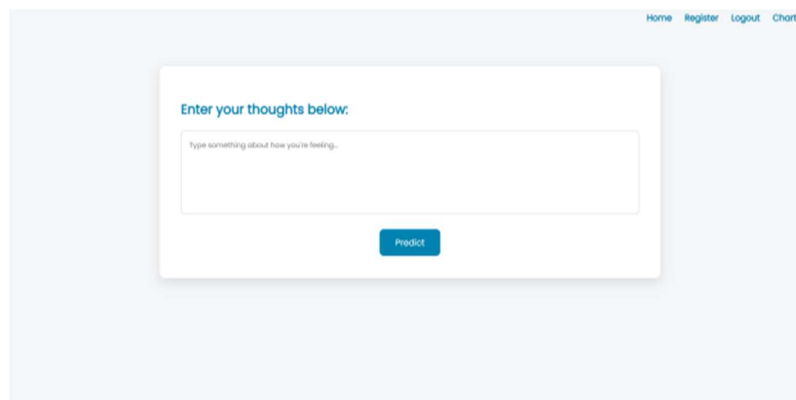 Home Register Logout Chart
Enter your thoughts below:
Type something about how you're feeling...
Predict